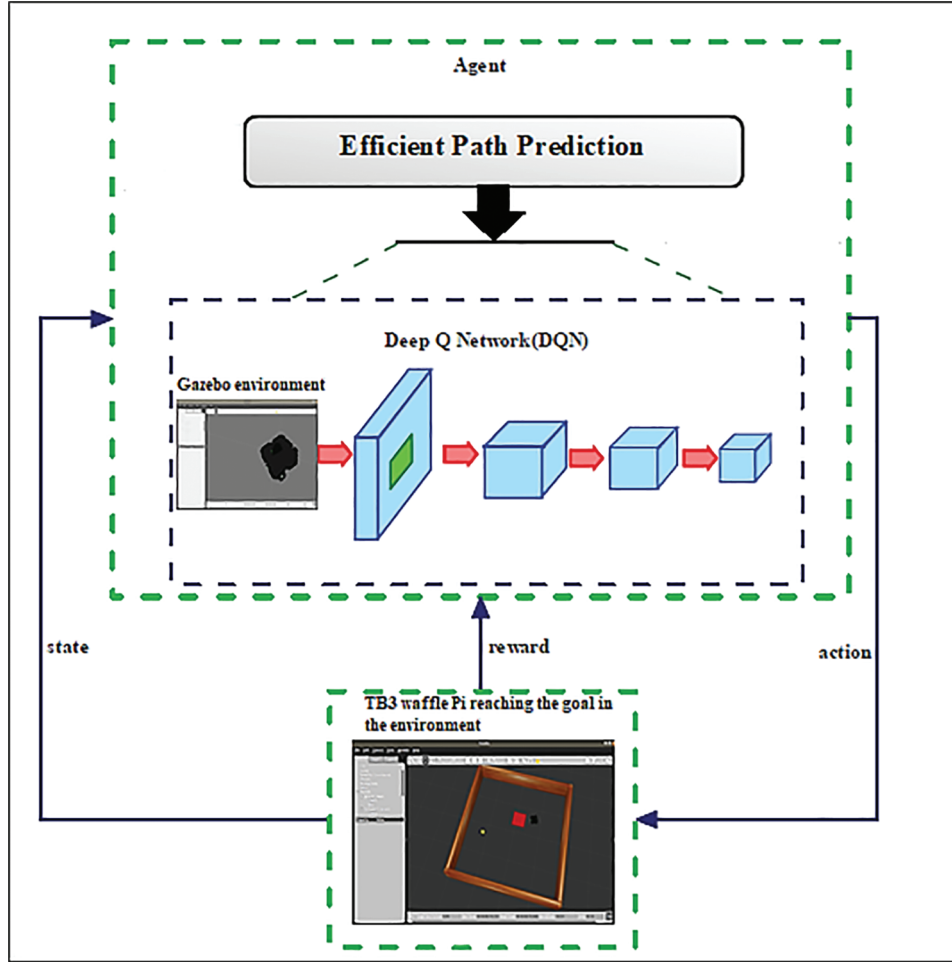 Agent
Efficient Path Prediction
Deep Q Network(DQN)
Gazebo environment
state
reward
action
TB3 waffle Pi reaching the goal in
the environment